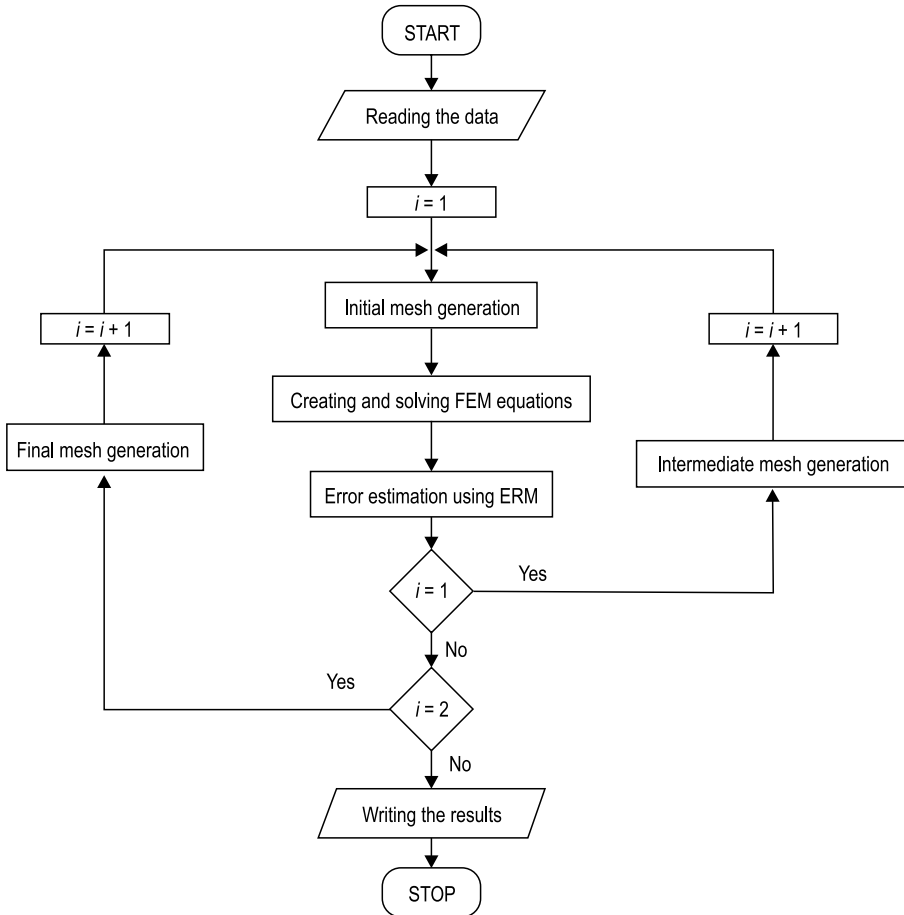 START
Reading the data
i = 1
Initial mesh generation
i = i + 1
i = i + 1
Creating and solving FEM equations
Final mesh generation
Intermediate mesh generation
Error estimation using ERM
i = 1
Yes
No
Yes
i = 2
No
Writing the results
STOP